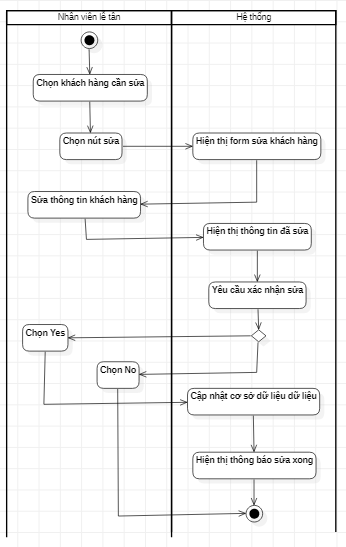 Nhân viên lễ tân
Hệ thống
Chọn khách hàng cần sửa
Chọn nút sửa
Hiện thị form sửa khách hàng
Sửa thông tin khách hàng
Hiện thị thông tin đã sửa
Yêu cầu xác nhận sửa
Chọn Yes
Chọn No
Cập nhật cơ sở dữ liệu dữ liệu
Hiện thị thông báo sửa xong